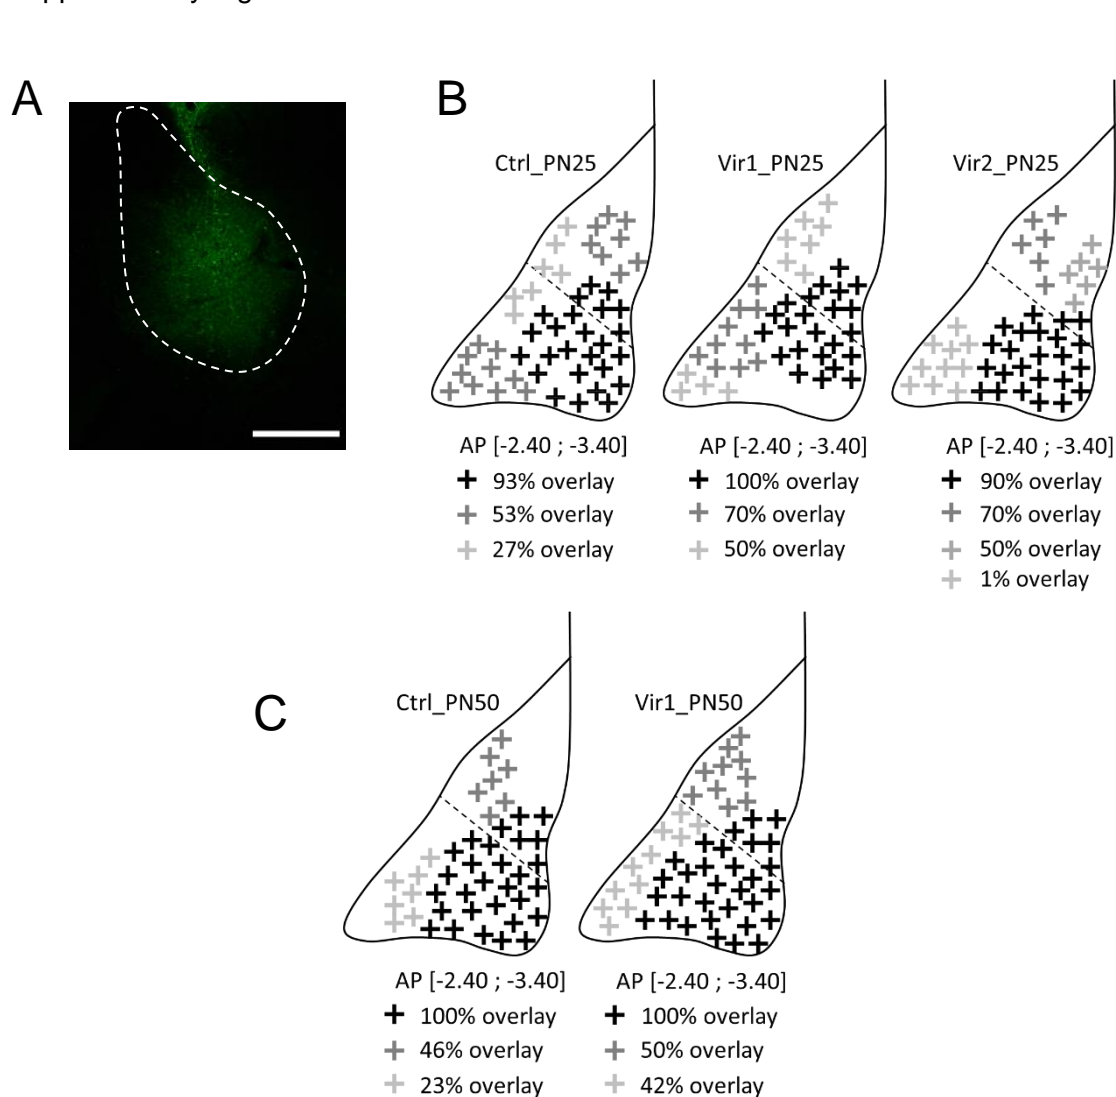 A
B
Ctrl_PN25
Vir1_PN25
Vir2_PN25
AP [-2.40 ; -3.40]
93% overlay
53% overlay
27% overlay
AP [-2.40 ; -3.40]
100% overlay
70% overlay
50% overlay
AP [-2.40 ; -3.40]
90% overlay
70% overlay
50% overlay
1% overlay
C
Ctrl_PN50
Vir1_PN50
AP [-2.40 ; -3.40]
100% overlay
46% overlay
23% overlay
AP [-2.40 ; -3.40]
100% overlay
50% overlay
42% overlay